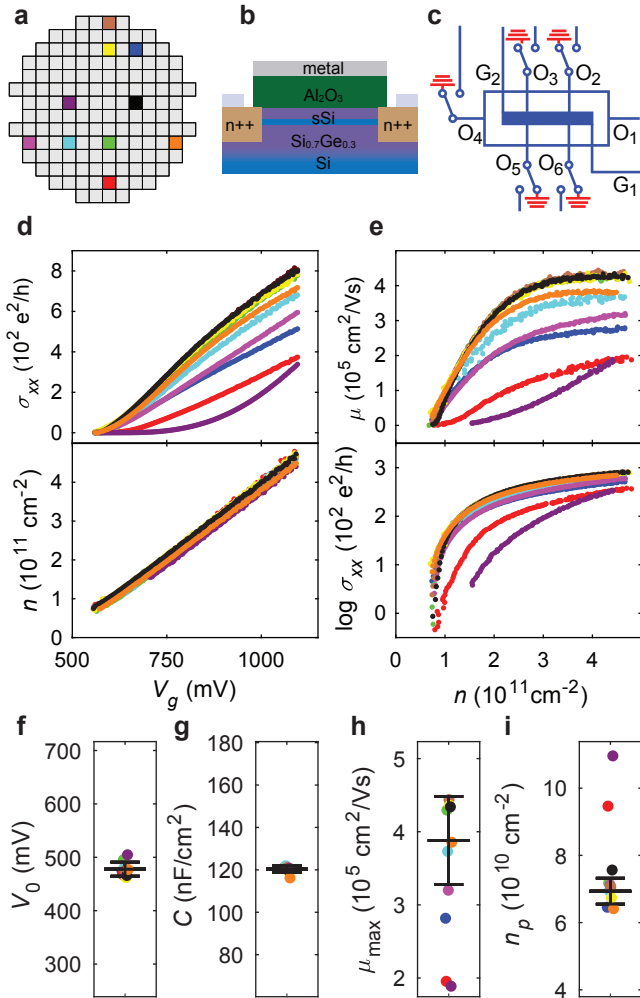 a
b
c
metal
Al₂O₃
n++
sSi
n++
Si₀.₇Ge₀.₃
Si
G₂
O₃
O₂
O₄
O₁
O₅
O₆
G₁
d
σₓₓ (10² e²/h)
8
6
4
2
0
n (10¹¹ cm⁻²)
4
3
2
1
0
500
750
1000
V_g (mV)
e
μ (10⁵ cm²/Vs)
4
3
2
1
0
log σₓₓ (10² e²/h)
3
2
1
0
0
1
2
3
4
n (10¹¹cm⁻²)
f
V₀ (mV)
700
600
500
400
300
g
C (nF/cm²)
180
160
140
120
100
80
h
μ_max (10⁵ cm²/Vs)
5
4
3
2
i
n_p (10¹⁰ cm⁻²)
10
8
6
4